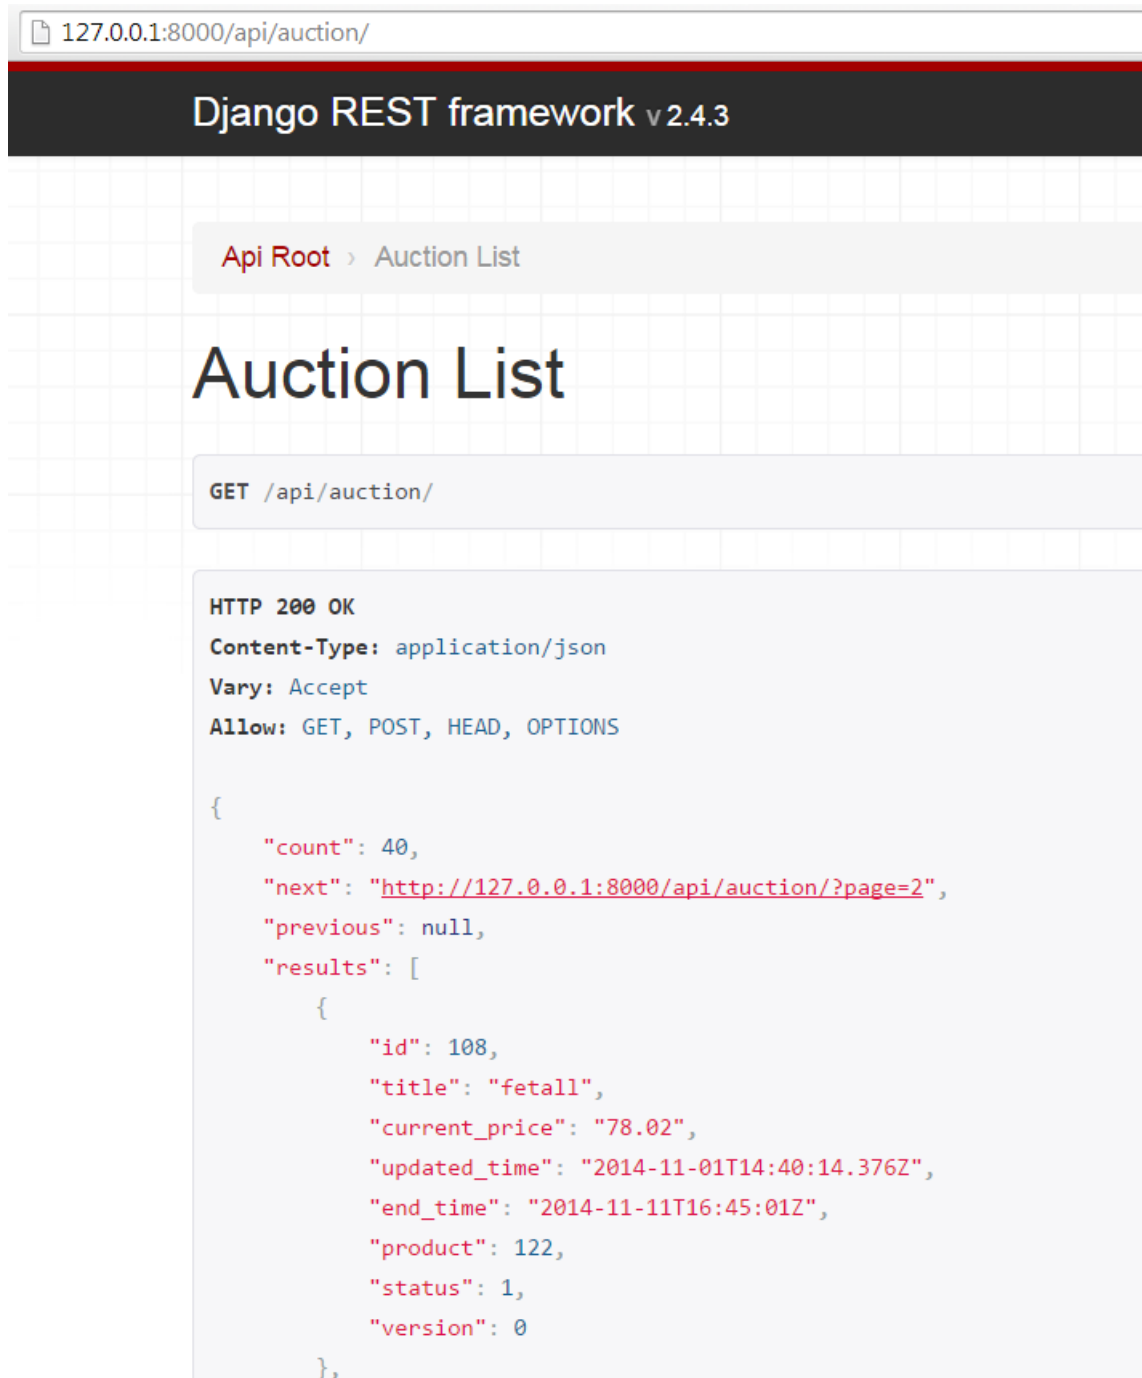 127.0.0.1:8000/api/auction/
Django REST framework v 2.4.3
Api Root › Auction List
Auction List
GET /api/auction/
HTTP 200 OK
Content-Type: application/json
Vary: Accept
Allow: GET, POST, HEAD, OPTIONS
{
    "count": 40,
    "next": "http://127.0.0.1:8000/api/auction/?page=2",
    "previous": null,
    "results": [
        {
            "id": 108,
            "title": "fetall",
            "current_price": "78.02",
            "updated_time": "2014-11-01T14:40:14.376Z",
            "end_time": "2014-11-11T16:45:01Z",
            "product": 122,
            "status": 1,
            "version": 0
        },